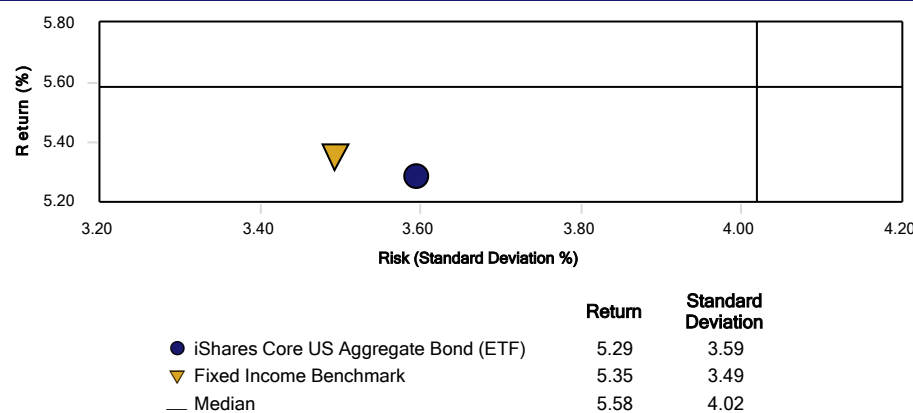 5.80
5.60
5.40
5.20
Return (%)
3.20 3.40 3.60 3.80 4.00 4.20
Risk (Standard Deviation %)
Return Standard Deviation
iShares Core US Aggregate Bond (ETF) 5.29 3.59
Fixed Income Benchmark 5.35 3.49
Median 5.58 4.02